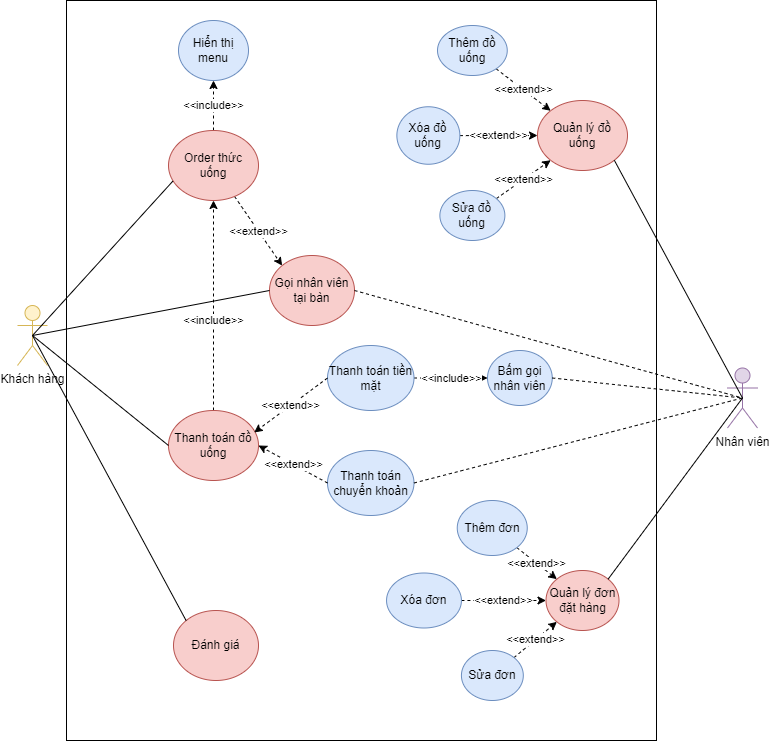 Hiển thị
menu
Thêm đồ
uống
<<extend>>
<<include>>
Xóa đồ
uống
<<extend>>
Quản lý đồ
uống
Order thức
uống
<<extend>>
Sửa đồ
uống
<<extend>>
Gọi nhân viên
tại bàn
<<include>>
Khách hàng
Thanh toán tiền
mặt
<<include>>
Bấm gọi
nhân viên
<<extend>>
Thanh toán đồ
uống
Nhân viên
<<extend>>
Thanh toán
chuyển khoản
Thêm đơn
<<extend>>
Xóa đơn
<<extend>>
Quản lý đơn
đặt hàng
<<extend>>
Đánh giá
Sửa đơn